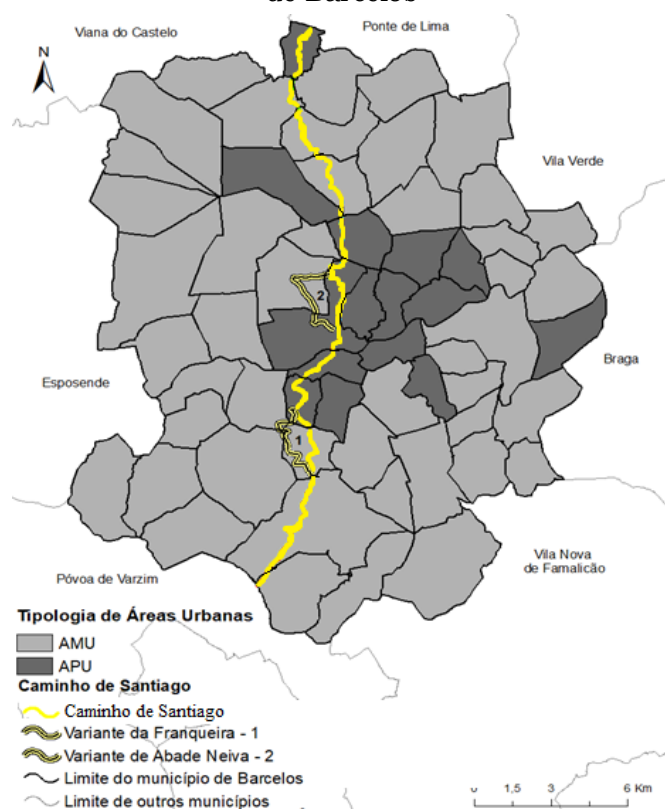 de Barcelos
Viana do Castelo
Ponte de Lima
N
Vila Verde
2
Esposende
Braga
1
Póvoa de Varzim
Vila Nova
de Famalicão
Tipologia de Áreas Urbanas
AMU
APU
Caminho de Santiago
Caminho de Santiago
Variante da Franqueira - 1
Variante de Abade Neiva - 2
Limite do município de Barcelos
Limite de outros municípios
0 1,5 3 6 Km